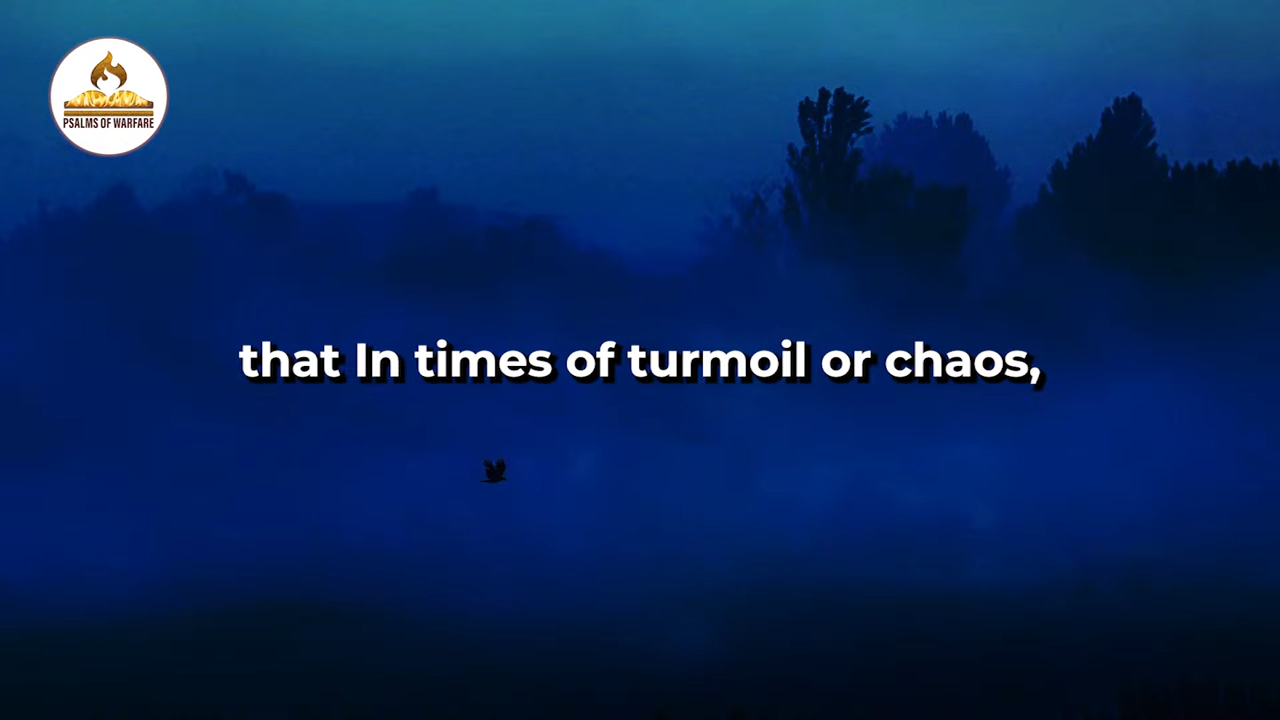 PSALMS OF WARFARE
that In times of turmoil or chaos,